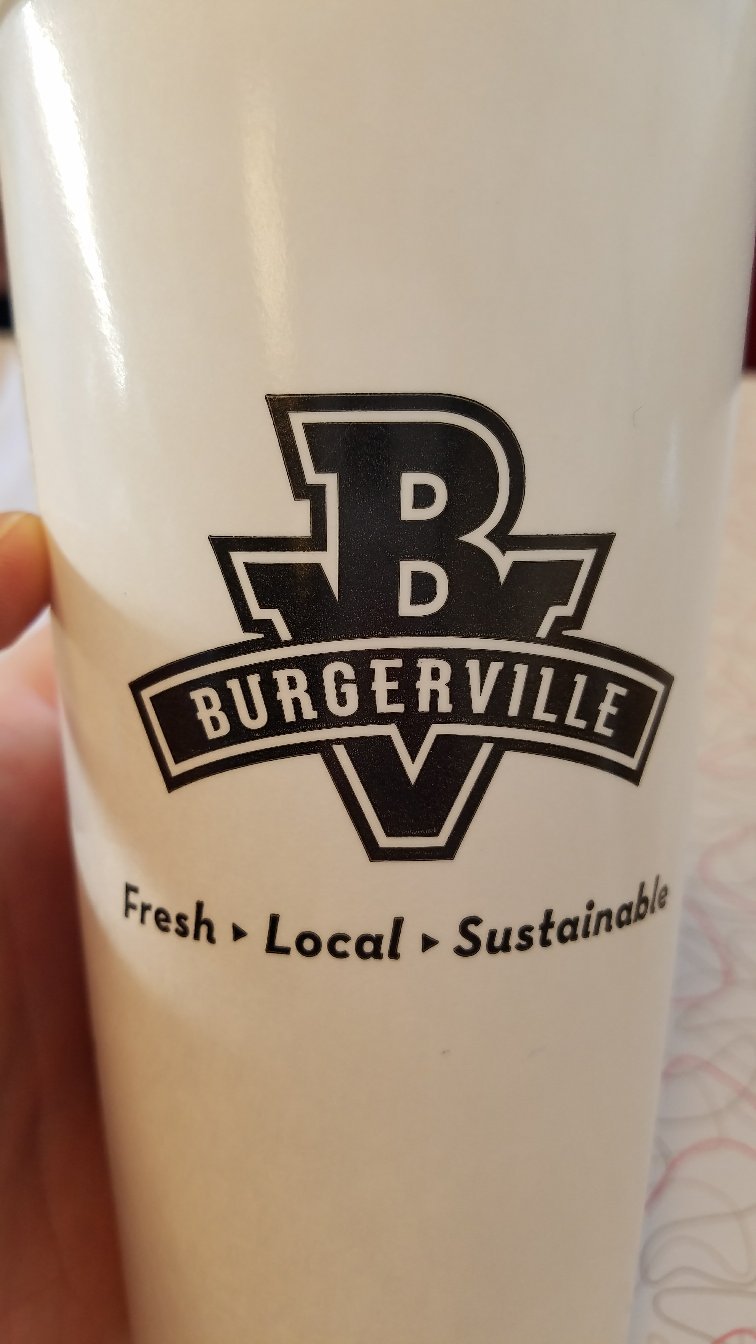 B
BURGERVILLE
V
Fresh ▸ Local ▸ Sustainable